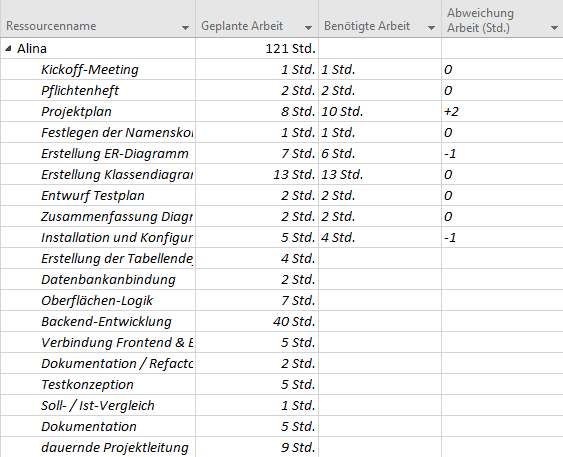 Ressourcenname Geplante Arbeit Benötigte Arbeit Abweichung Arbeit (Std.)
Alina 121 Std.
Kickoff-Meeting 1 Std. 1 Std. 0
Pflichtenheft 2 Std. 2 Std. 0
Projektplan 8 Std. 10 Std. +2
Festlegen der Namensko 1 Std. 1 Std. 0
Erstellung ER-Diagramm 7 Std. 6 Std. -1
Erstellung Klassendiagra 13 Std. 13 Std. 0
Entwurf Testplan 2 Std. 2 Std. 0
Zusammenfassung Diagr 2 Std. 2 Std. 0
Installation und Konfigur 5 Std. 4 Std. -1
Erstellung der Tabellende 4 Std.
Datenbankanbindung 2 Std.
Oberflächen-Logik 7 Std.
Backend-Entwicklung 40 Std.
Verbindung Frontend & B 5 Std.
Dokumentation / Refacto 2 Std.
Testkonzeption 5 Std.
Soll- / Ist-Vergleich 1 Std.
Dokumentation 5 Std.
dauernde Projektleitung 9 Std.